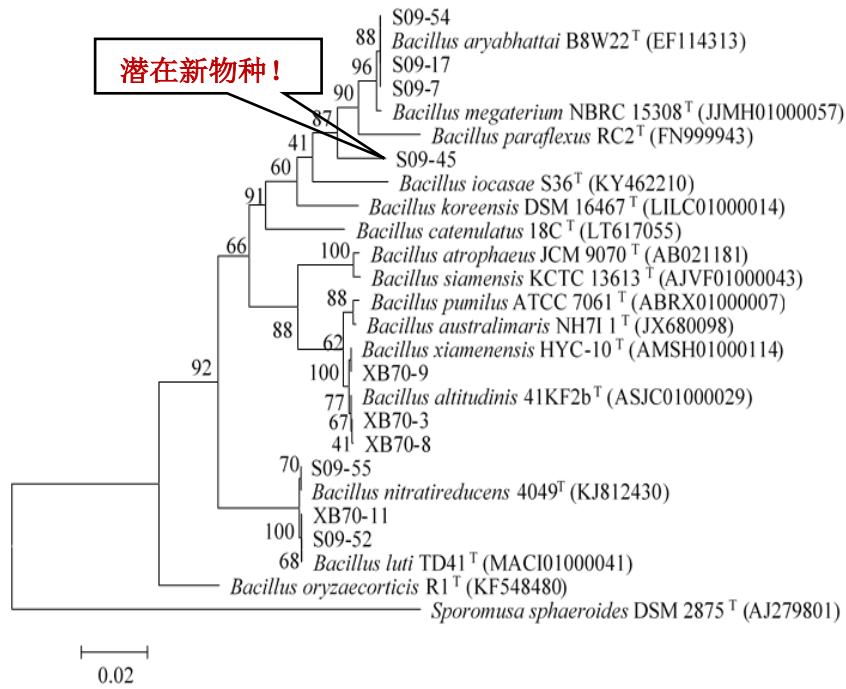 S09-54
88
Bacillus aryabhattai B8W22ᵀ (EF114313)
潜在新物种！
96
S09-17
90
S09-7
87
Bacillus megaterium NBRC 15308ᵀ (JJMH01000057)
Bacillus paraflexus RC2ᵀ (FN999943)
41
S09-45
60
Bacillus iocasae S36ᵀ (KY462210)
91
Bacillus koreensis DSM 16467ᵀ (LILC01000014)
Bacillus catenulatus 18Cᵀ (LT617055)
66
100
Bacillus atrophaeus JCM 9070ᵀ (AB021181)
Bacillus siamensis KCTC 13613ᵀ (AJVF01000043)
88
Bacillus pumilus ATCC 7061ᵀ (ABRX01000007)
88
Bacillus australimaris NH7I 1ᵀ (JX680098)
62
Bacillus xiamenensis HYC-10ᵀ (AMSH01000114)
92
100
XB70-9
77
Bacillus altitudinis 41KF2bᵀ (ASJC01000029)
67
XB70-3
41
XB70-8
70
S09-55
Bacillus nitratireducens 4049ᵀ (KJ812430)
XB70-11
100
S09-52
68
Bacillus luti TD41ᵀ (MACI01000041)
Bacillus oryzaecorticis R1ᵀ (KF548480)
Sporomusa sphaeroides DSM 2875ᵀ (AJ279801)
0.02